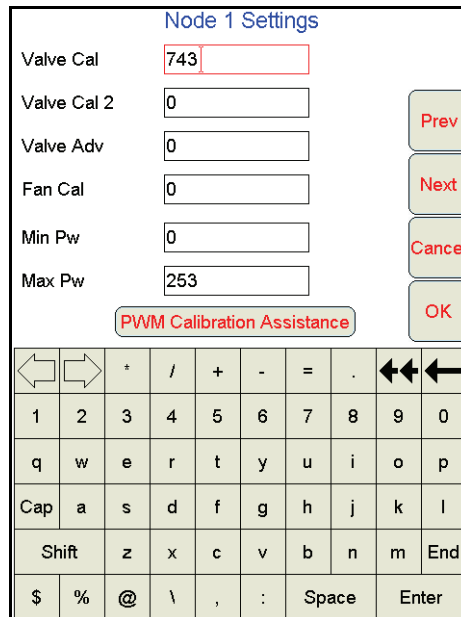 Node 1 Settings
Valve Cal 743
Valve Cal 2 0
Prev
Valve Adv 0
Fan Cal 0
Next
Min Pw 0
Cance
Max Pw 253
OK
PWM Calibration Assistance
* / + - = .
1 2 3 4 5 6 7 8 9 0
q w e r t y u i o p
Cap a s d f g h j k l
Shift z x c v b n m End
$ % @ \ , : Space Enter